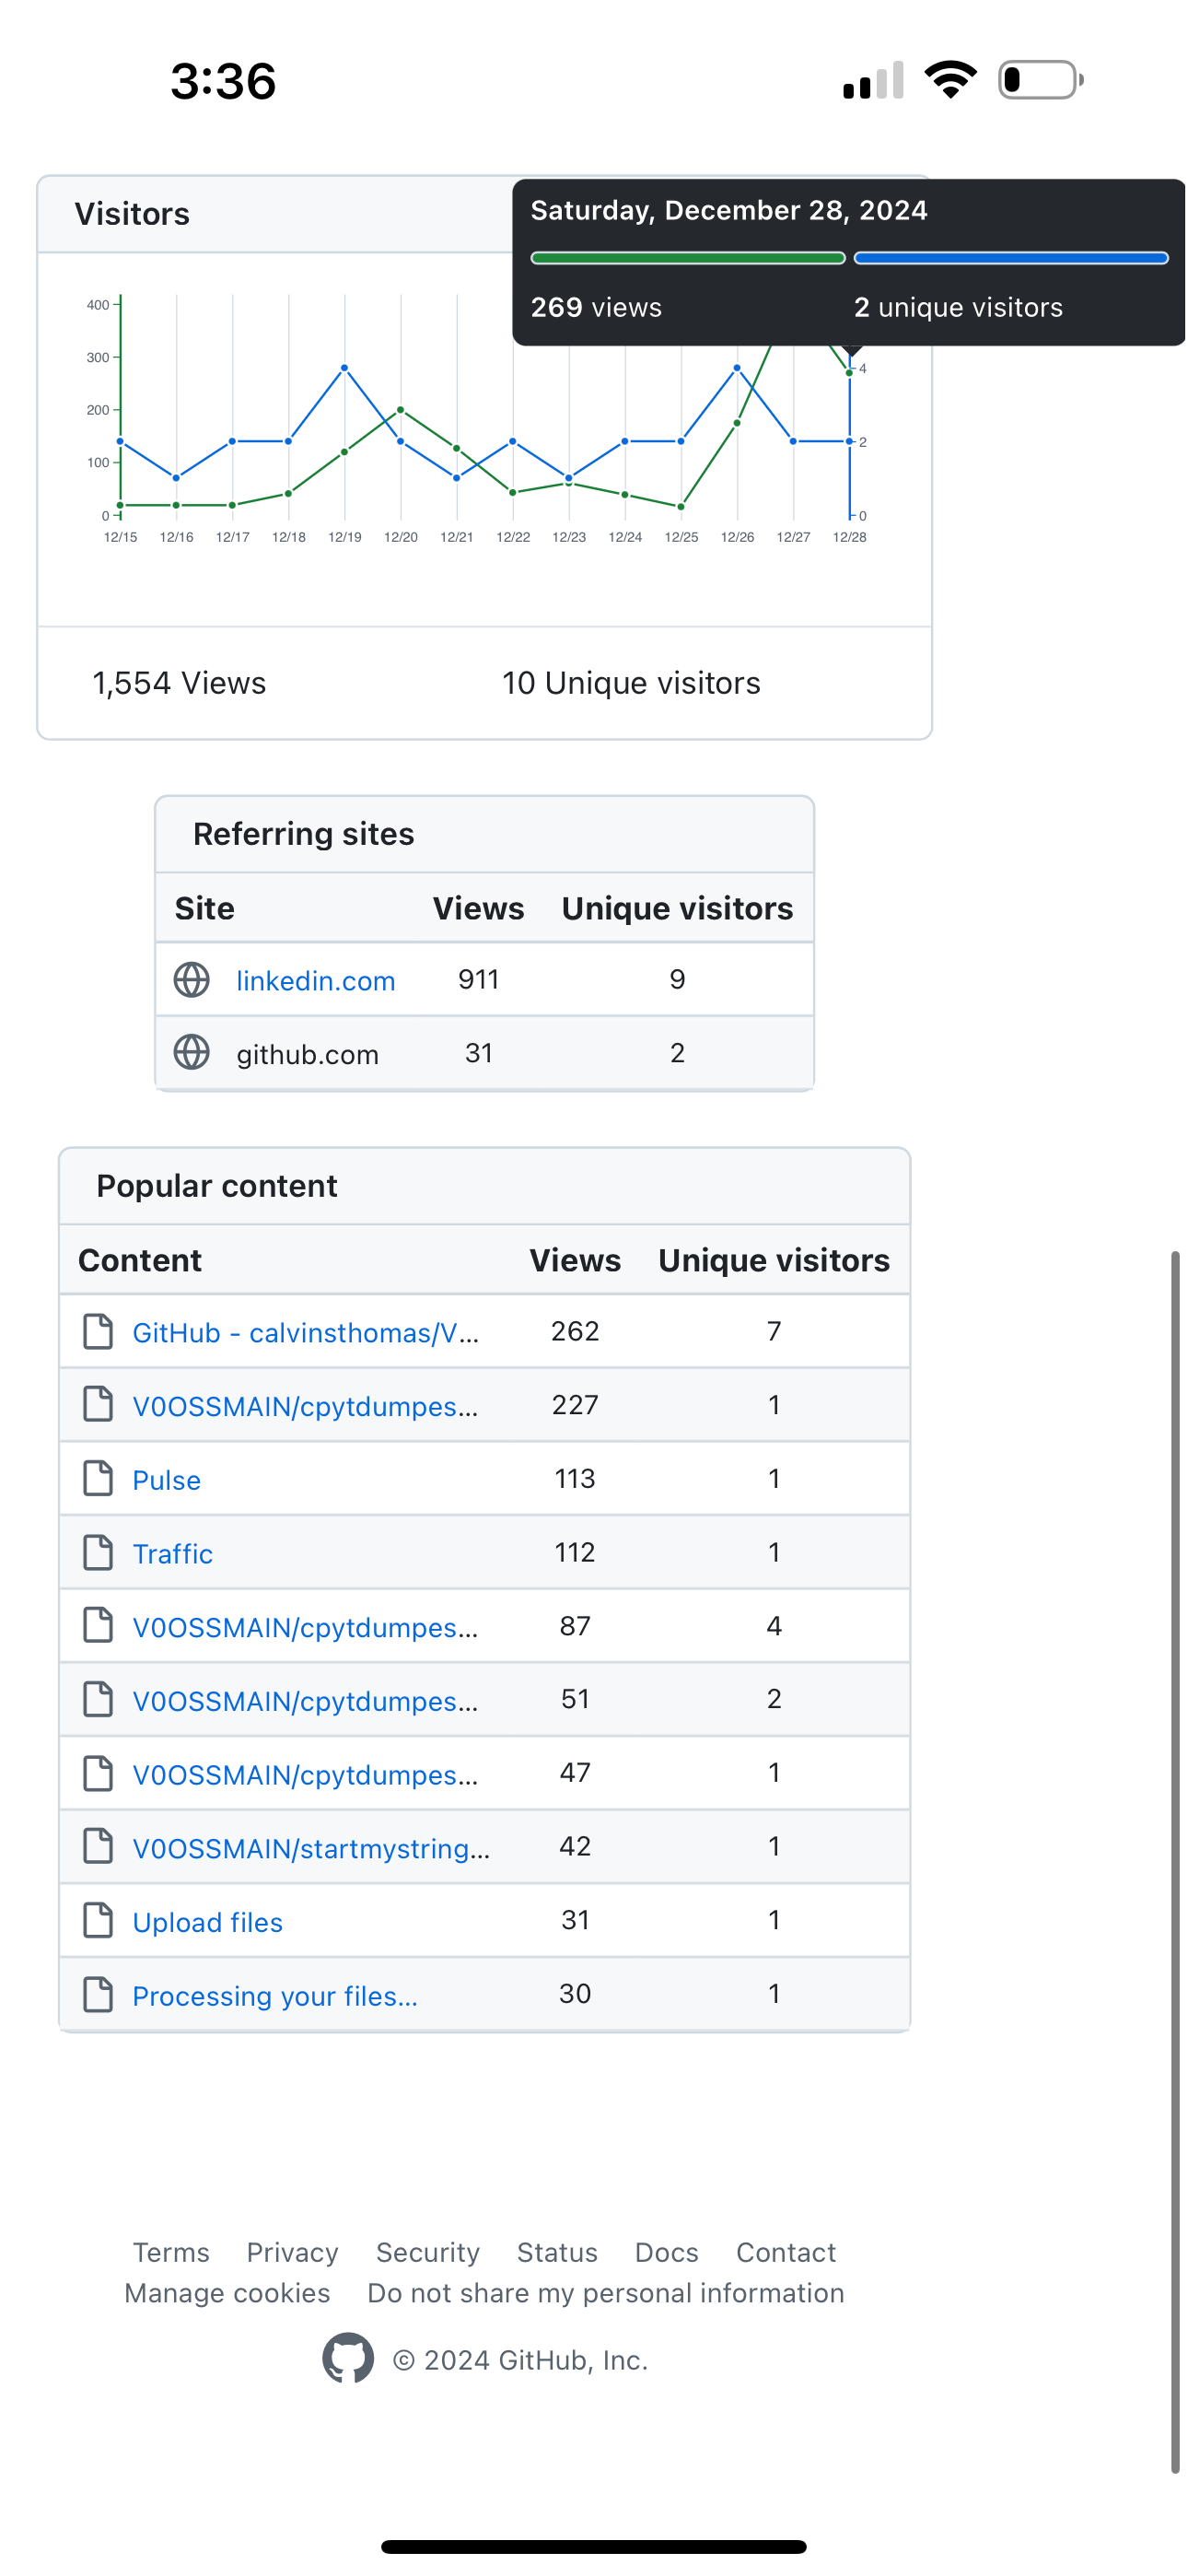 3:36
Visitors
Saturday, December 28, 2024
269 views 2 unique visitors
400
300
200
100
0
4
2
0
12/15 12/16 12/17 12/18 12/19 12/20 12/21 12/22 12/23 12/24 12/25 12/26 12/27 12/28
1,554 Views 10 Unique visitors
Referring sites
Site Views Unique visitors
linkedin.com 911 9
github.com 31 2
Popular content
Content Views Unique visitors
GitHub - calvinsthomas/V... 262 7
V0OSSMAIN/cpytdumpes... 227 1
Pulse 113 1
Traffic 112 1
V0OSSMAIN/cpytdumpes... 87 4
V0OSSMAIN/cpytdumpes... 51 2
V0OSSMAIN/cpytdumpes... 47 1
V0OSSMAIN/startmystring... 42 1
Upload files 31 1
Processing your files... 30 1
Terms Privacy Security Status Docs Contact
Manage cookies Do not share my personal information
© 2024 GitHub, Inc.